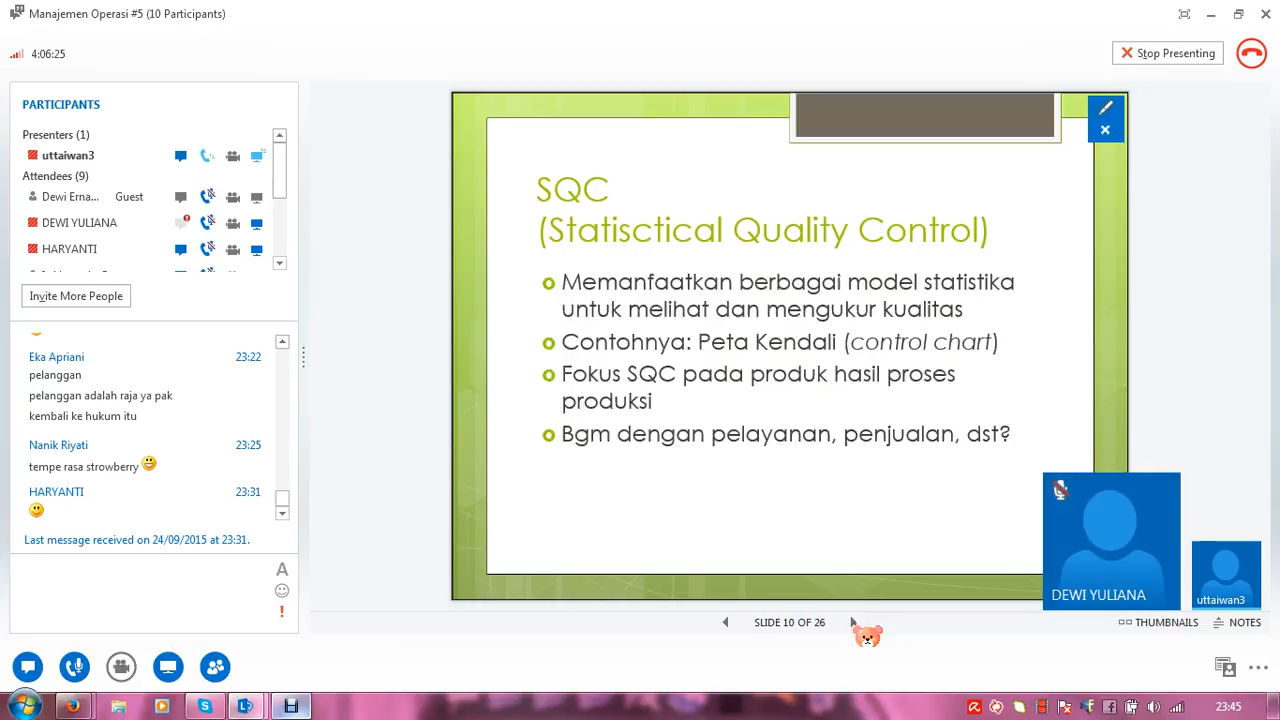 Manajemen Operasi #5 (10 Participants)
4:06:25
Stop Presenting
PARTICIPANTS
Presenters (1)
uttaiwan3
Attendees (9)
Dewi Erna... Guest
DEWI YULIANA
HARYANTI
Invite More People
Eka Apriani 23:22
pelanggan
pelanggan adalah raja ya pak
kembali ke hukum itu
Nanik Riyati 23:25
tempe rasa strowberry
HARYANTI 23:31
Last message received on 24/09/2015 at 23:31.
A
!
SQC
(Statisctical Quality Control)
Memanfaatkan berbagai model statistika
untuk melihat dan mengukur kualitas
Contohnya: Peta Kendali (control chart)
Fokus SQC pada produk hasil proses
produksi
Bgm dengan pelayanan, penjualan, dst?
DEWI YULIANA
uttaiwan3
SLIDE 10 OF 26
THUMBNAILS
NOTES
23:45